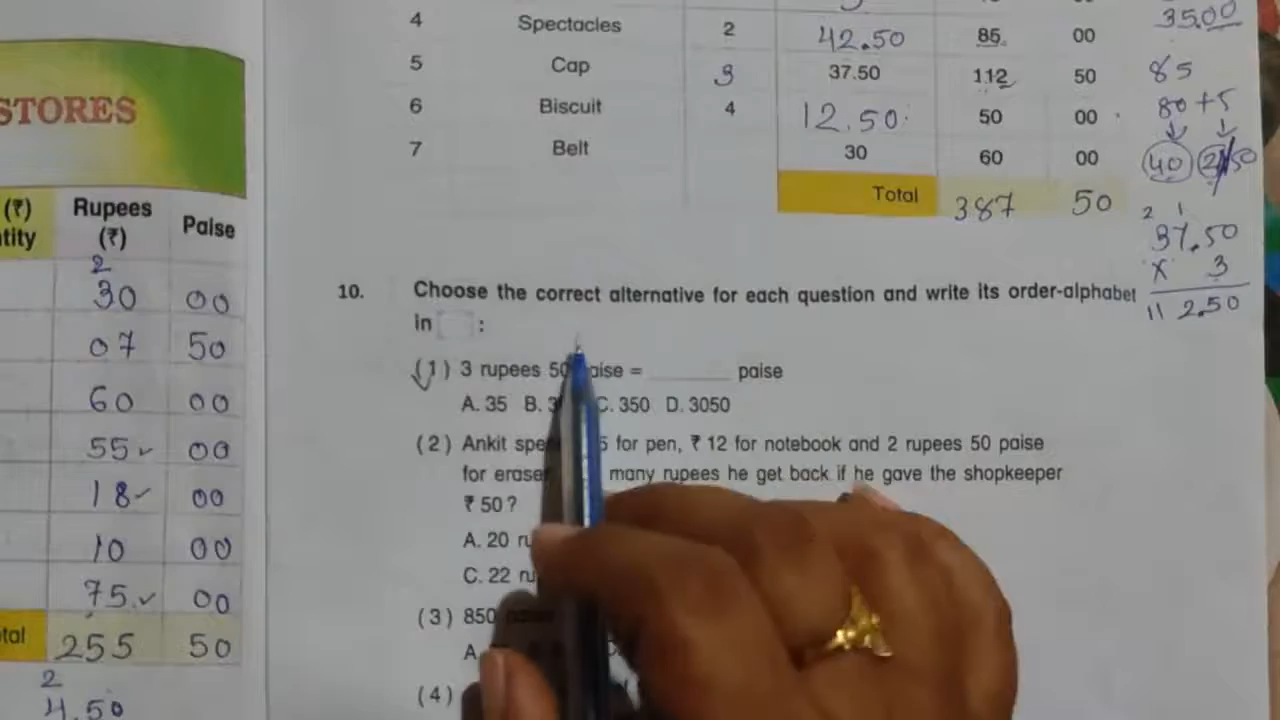 STORES
(₹)
tity
Rupees
(₹)
Paise
2
30 00
07 50
60 00
55 00
18 00
10 00
75 00
tal 255 50
2
4.50
4 Spectacles 2 42.50 85 00
5 Cap 3 37.50 112 50
6 Biscuit 4 12.50 50 00
7 Belt 30 60 00
Total 387 50
35.00
85
80 + 5
40
2 1
37.50
x 3
112.50
10. Choose the correct alternative for each question and write its order-alphabet
in :
(1) 3 rupees 50 = ______ paise
A. 35 B. C. 350 D. 3050
(2) Ankit for pen, ₹ 12 for notebook and 2 rupees 50 paise
for many rupees he get back if he gave the shopkeeper
₹ 50?
A. 20
C. 22
(3) 850
A.
(4)